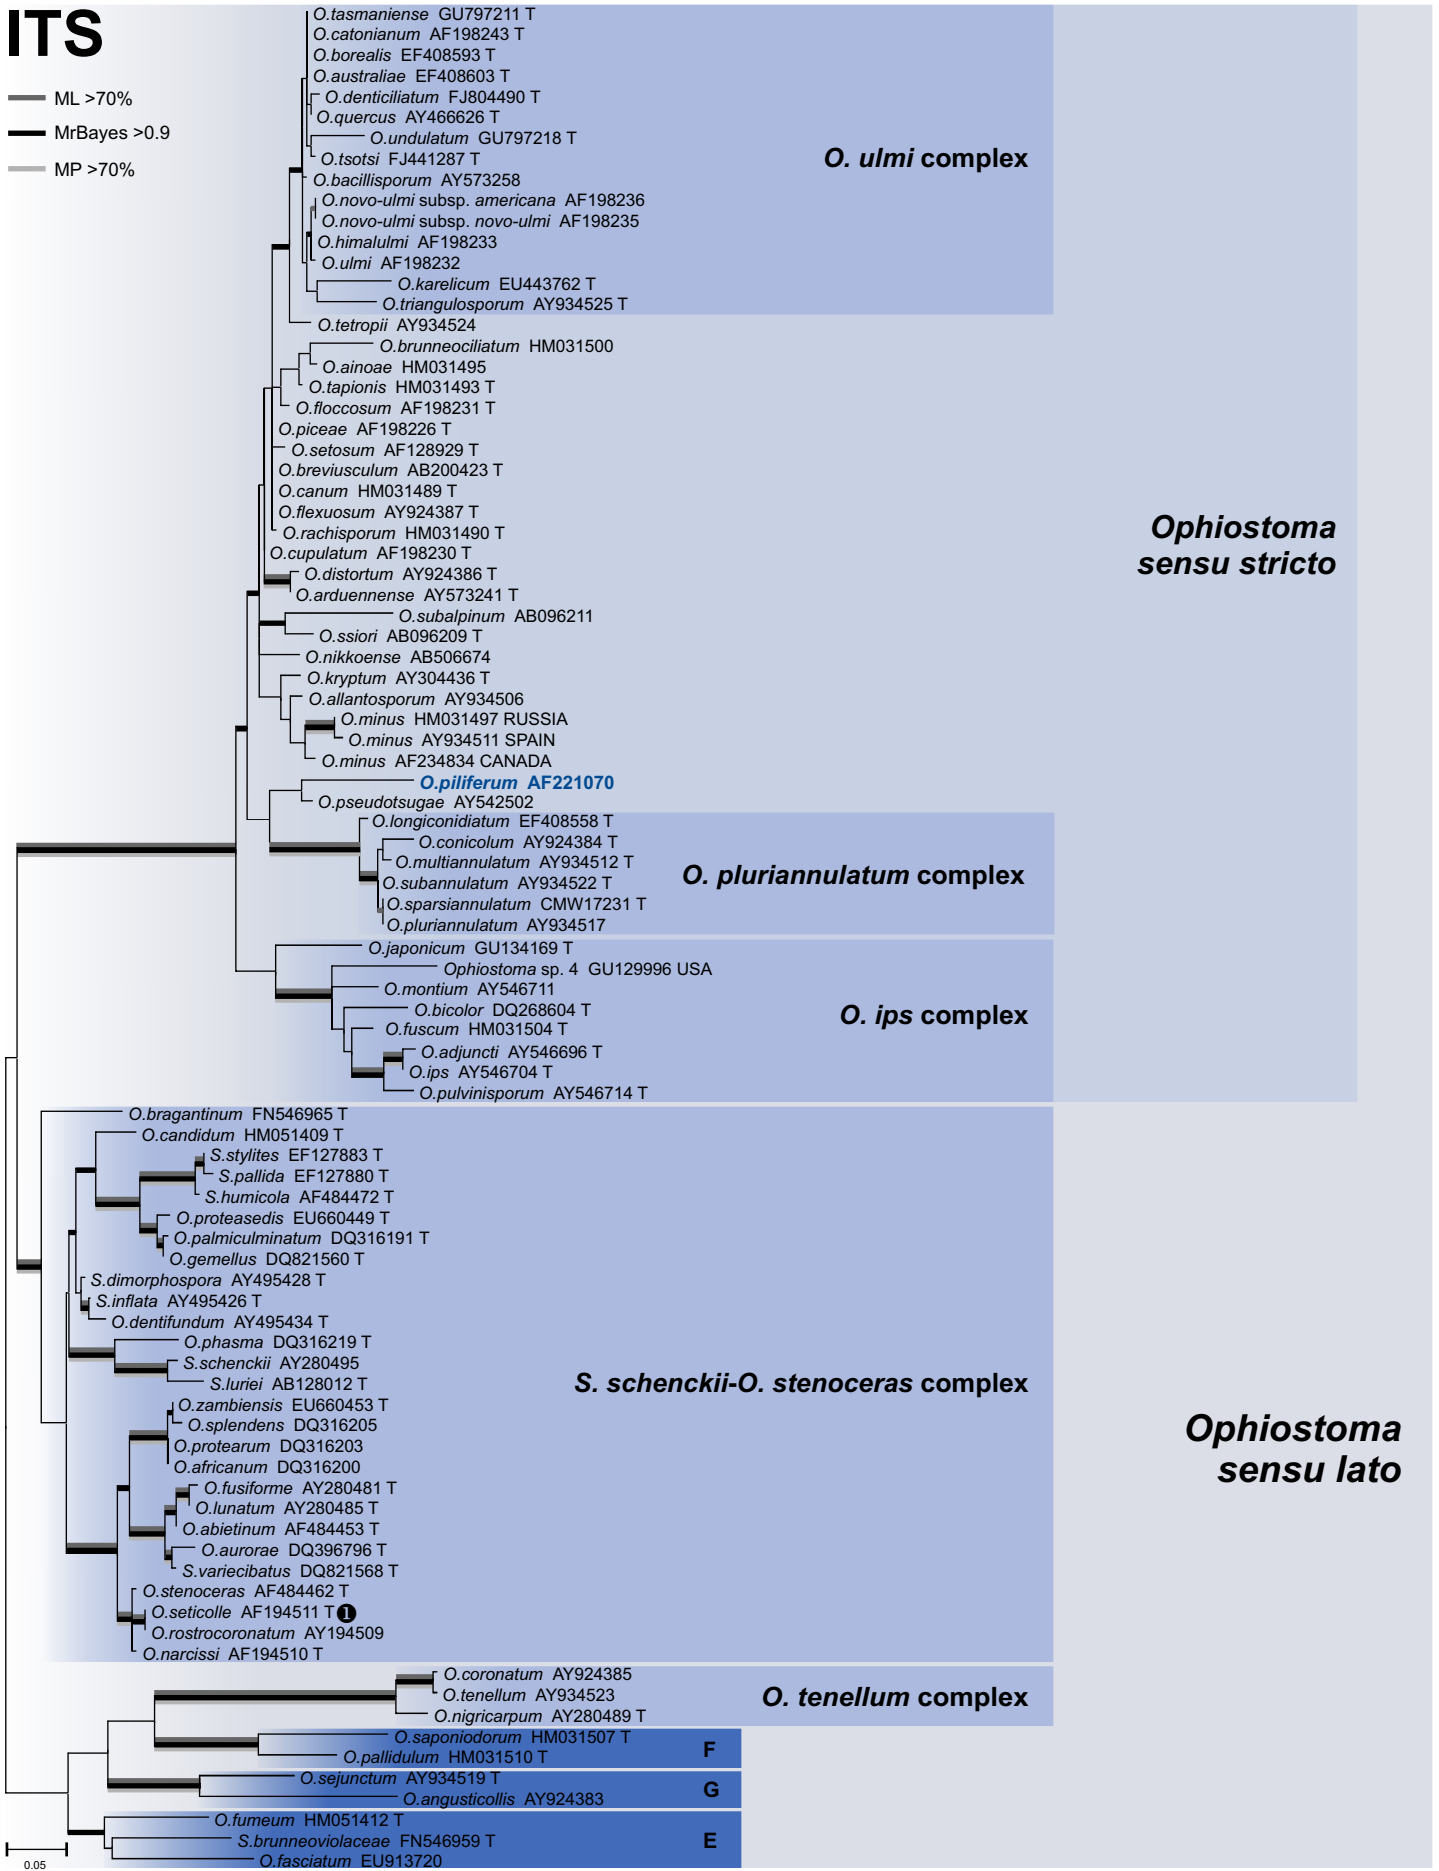 ITS
ML >70%
MrBayes >0.9
MP >70%
O.tasmaniense GU797211 T
O.catonianum AF198243 T
O.borealis EF408593 T
O.australiae EF408603 T
O.denticiliatum FJ804490 T
O.quercus AY466626 T
O.undulatum GU797218 T
O.tsotsi FJ441287 T
O. ulmi complex
O.bacillisporum AY573258
O.novo-ulmi subsp. americana AF198236
O.novo-ulmi subsp. novo-ulmi AF198235
O.himalulmi AF198233
O.ulmi AF198232
O.karelicum EU443762 T
O.triangulosporum AY934525 T
O.tetropii AY934524
O.brunneociliatum HM031500
O.ainoae HM031495
O.tapionis HM031493 T
O.floccosum AF198231 T
O.piceae AF198226 T
O.setosum AF128929 T
O.breviusculum AB200423 T
O.canum HM031489 T
O.flexuosum AY924387 T
O.rachisporum HM031490 T
Ophiostoma
sensu stricto
O.cupulatum AF198230 T
O.distortum AY924386 T
O.arduennense AY573241 T
O.subalpinum AB096211
O.ssiori AB096209 T
O.nikkoense AB506674
O.kryptum AY304436 T
O.allantosporum AY934506
O.minus HM031497 RUSSIA
O.minus AY934511 SPAIN
O.minus AF234834 CANADA
O.piliferum AF221070
O.pseudotsugae AY542502
O.longiconidiatum EF408558 T
O.conicolum AY924384 T
O.multiannulatum AY934512 T
O. pluriannulatum complex
O.subannulatum AY934522 T
O.sparsiannulatum CMW17231 T
O.pluriannulatum AY934517
O.japonicum GU134169 T
Ophiostoma sp. 4 GU129996 USA
O.montium AY546711
O.bicolor DQ268604 T
O. ips complex
O.fuscum HM031504 T
O.adjuncti AY546696 T
O.ips AY546704 T
O.pulvinisporum AY546714 T
O.bragantinum FN546965 T
O.candidum HM051409 T
S.stylites EF127883 T
S.pallida EF127880 T
S.humicola AF484472 T
O.proteasedis EU660449 T
O.palmiculminatum DQ316191 T
O.gemellus DQ821560 T
S.dimorphospora AY495428 T
S.inflata AY495426 T
O.dentifundum AY495434 T
O.phasma DQ316219 T
S.schenckii AY280495
S.luriei AB128012 T
S. schenckii-O. stenoceras complex
O.zambiensis EU660453 T
O.splendens DQ316205
O.protearum DQ316203
O.africanum DQ316200
Ophiostoma
sensu lato
O.fusiforme AY280481 T
O.lunatum AY280485 T
O.abietinum AF484453 T
O.aurorae DQ396796 T
S.variecibatus DQ821568 T
O.stenoceras AF484462 T
O.seticolle AF194511 T ❶
O.rostrocoronatum AY194509
O.narcissi AF194510 T
O.coronatum AY924385
O.tenellum AY934523
O. tenellum complex
O.nigricarpum AY280489 T
O.saponiodorum HM031507 T
F
O.pallidulum HM031510 T
O.sejunctum AY934519 T
G
O.angusticollis AY924383
O.fumeum HM051412 T
S.brunneoviolaceae FN546959 T
E
O.fasciatum EU913720
0.05